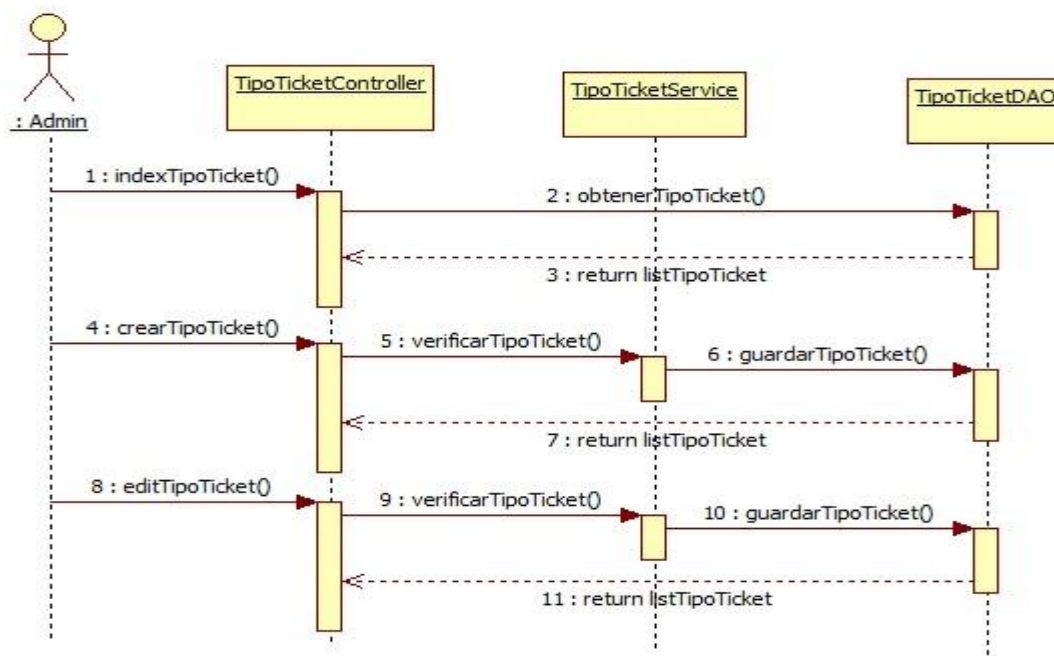 : Admin
TipoTicketController
TipoTicketService
TipoTicketDAO
1 : indexTipoTicket()
2 : obtenerTipoTicket()
3 : return listTipoTicket
4 : crearTipoTicket()
5 : verificarTipoTicket()
6 : guardarTipoTicket()
7 : return listTipoTicket
8 : editTipoTicket()
9 : verificarTipoTicket()
10 : guardarTipoTicket()
11 : return listTipoTicket